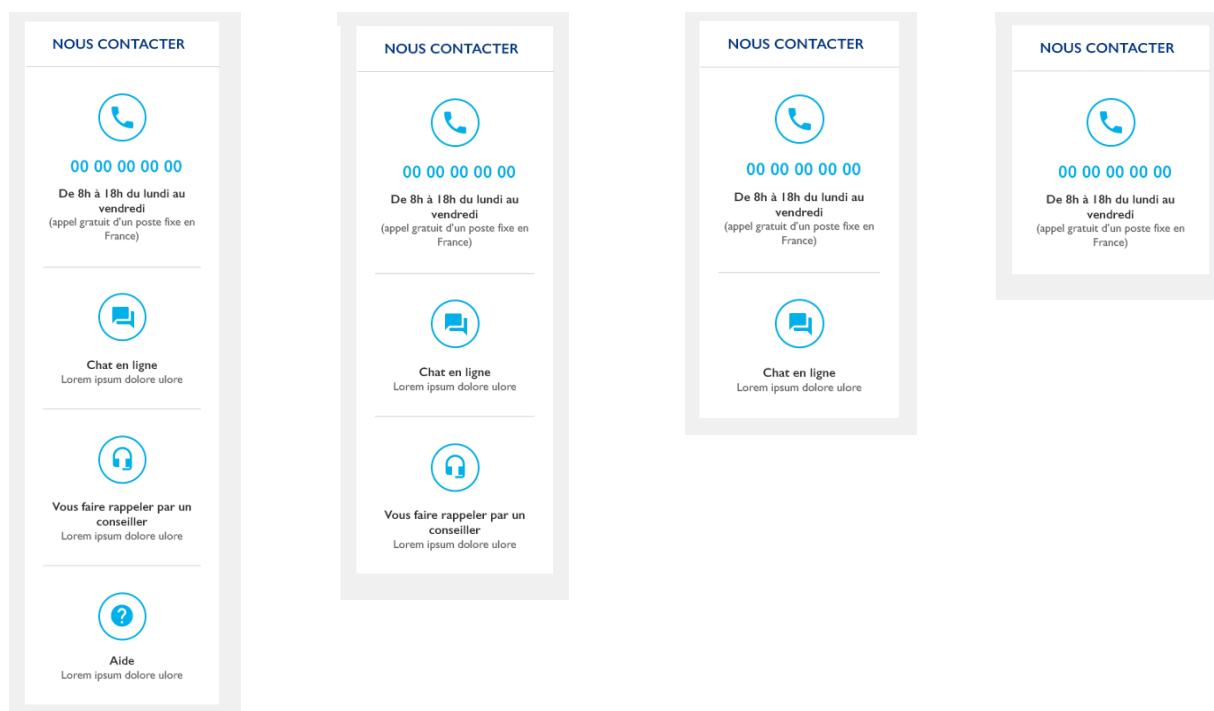 NOUS CONTACTER
00 00 00 00 00
De 8h à 18h du lundi au
vendredi
(appel gratuit d'un poste fixe en
France)
Chat en ligne
Lorem ipsum dolore ulore
Vous faire rappeler par un
conseiller
Lorem ipsum dolore ulore
Aide
Lorem ipsum dolore ulore
NOUS CONTACTER
00 00 00 00 00
De 8h à 18h du lundi au
vendredi
(appel gratuit d'un poste fixe en
France)
Chat en ligne
Lorem ipsum dolore ulore
Vous faire rappeler par un
conseiller
Lorem ipsum dolore ulore
NOUS CONTACTER
00 00 00 00 00
De 8h à 18h du lundi au
vendredi
(appel gratuit d'un poste fixe en
France)
Chat en ligne
Lorem ipsum dolore ulore
NOUS CONTACTER
00 00 00 00 00
De 8h à 18h du lundi au
vendredi
(appel gratuit d'un poste fixe en
France)